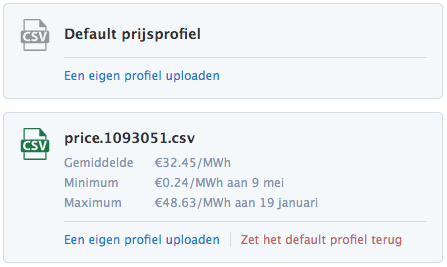 CSV
Default prijsprofiel
Een eigen profiel uploaden
CSV
price.1093051.csv
Gemiddelde €32.45/MWh
Minimum €0.24/MWh aan 9 mei
Maximum €48.63/MWh aan 19 januari
Een eigen profiel uploaden Zet het default profiel terug